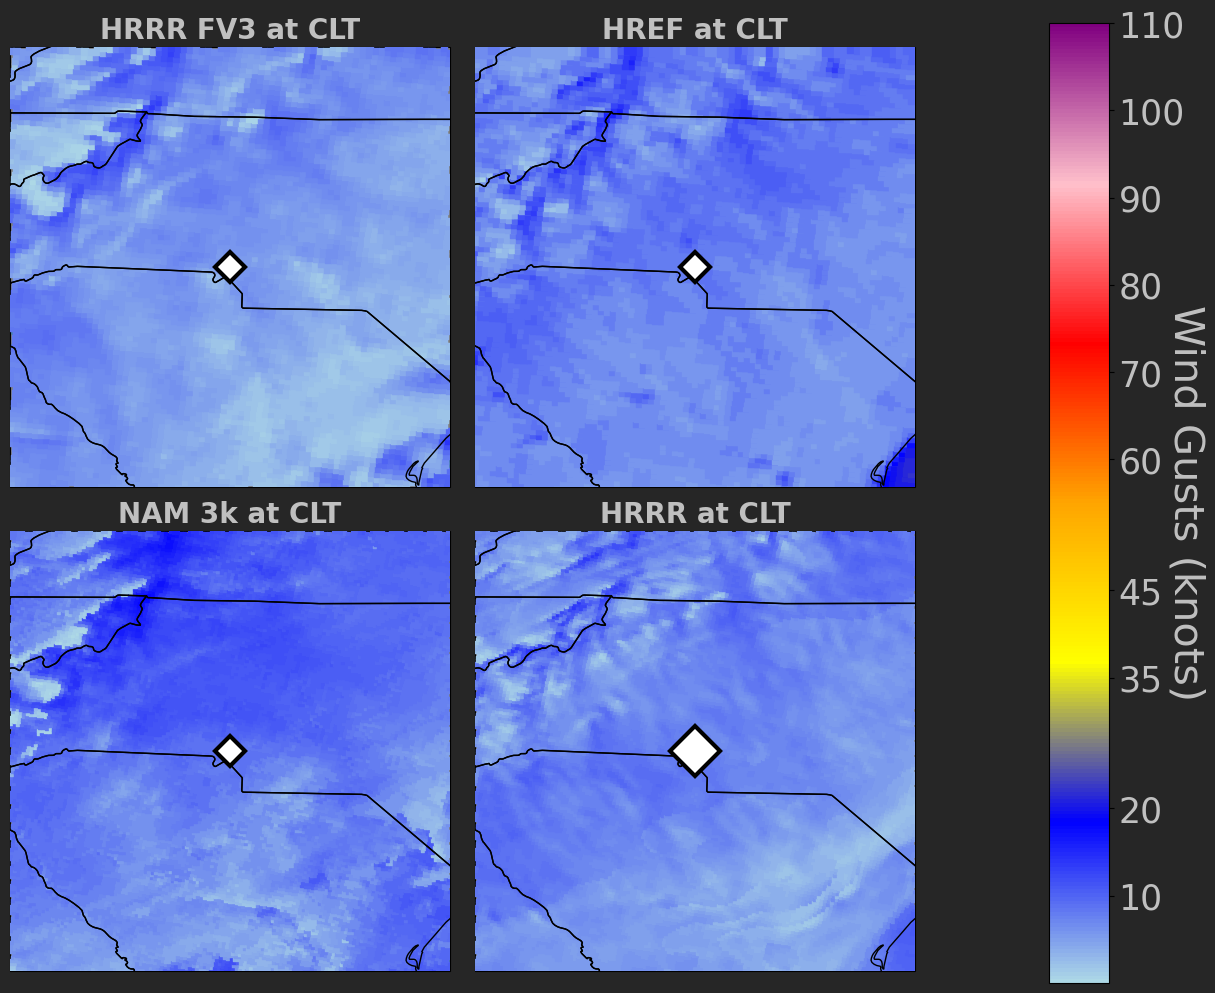 HRRR FV3 at CLT
HREF at CLT
NAM 3k at CLT
HRRR at CLT
110
100
90
80
70
60
45
35
20
10
Wind Gusts (knots)